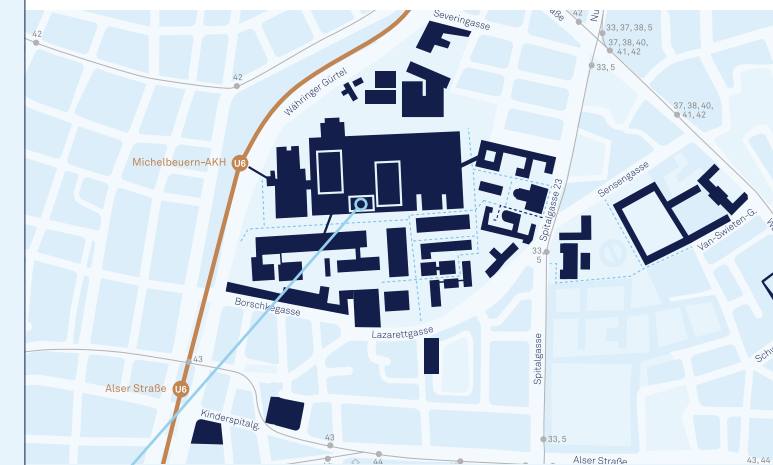 42
Severingasse
42
33, 37, 38, 5
37, 38, 40,
41, 42
42
33, 5
Währinger Gürtel
37, 38, 40,
41, 42
Michelbeuern-AKH
U6
Sensengasse
Spitalgasse 23
Van-Swieten-G.
33,
5
Borschkegasse
Lazarettgasse
43
Spitalgasse
Alser Straße
U6
Kinderspitalg.
43
33, 5
44
Alser Straße
43, 44